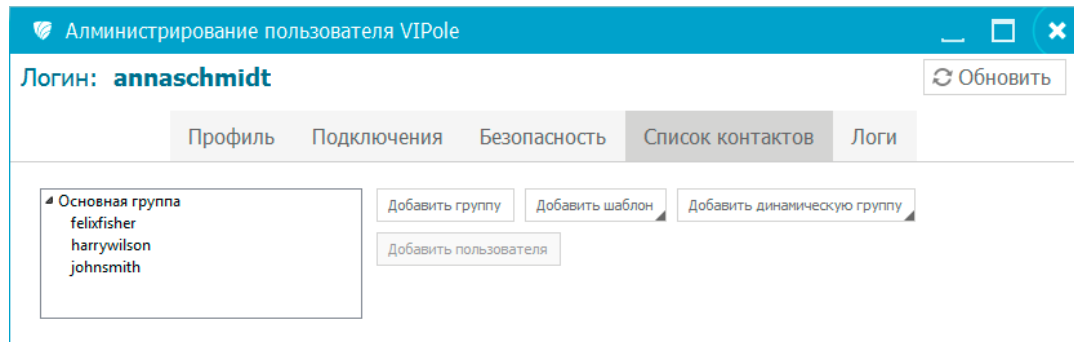 Алминистрирование пользователя VIPole
Логин: annaschmidt
Обновить
Профиль Подключения Безопасность Список контактов Логи
Основная группа
felixfisher
harrywilson
johnsmith
Добавить группу Добавить шаблон Добавить динамическую группу
Добавить пользователя